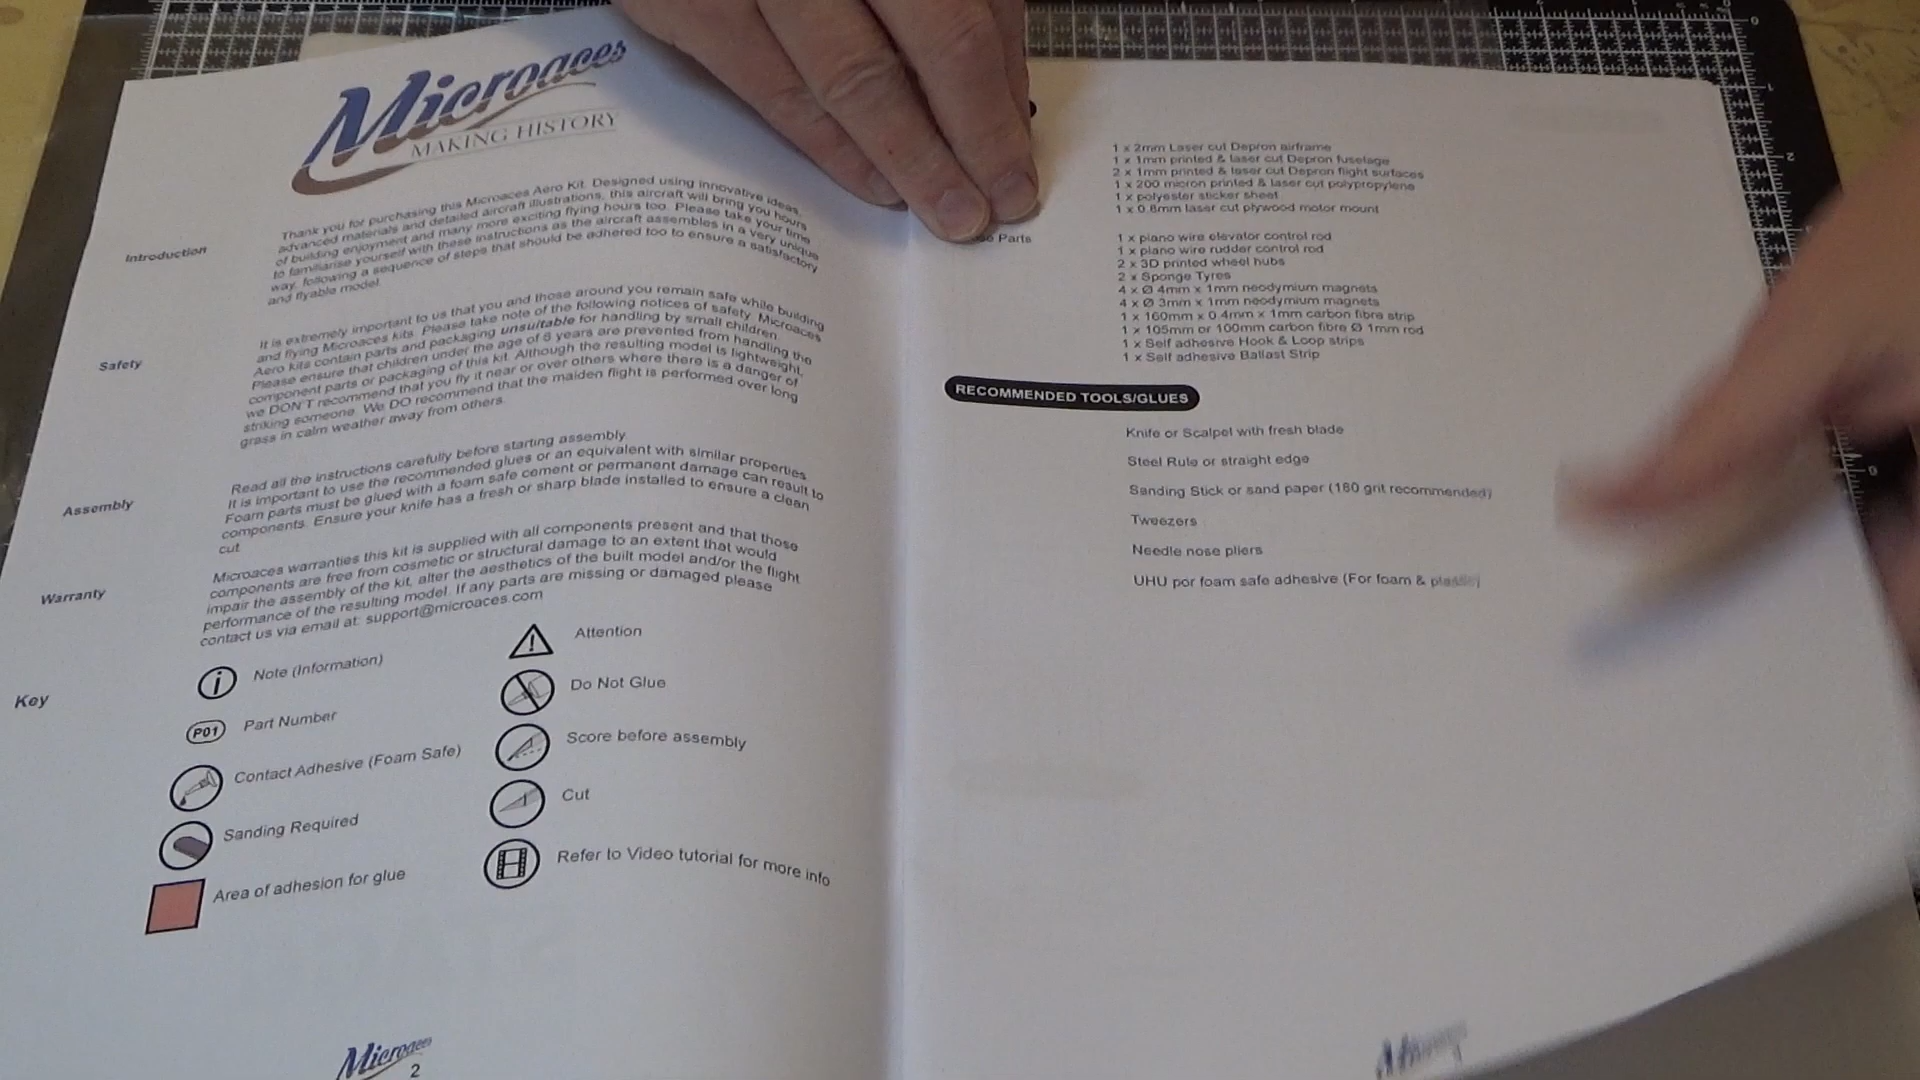 Microaces
MAKING HISTORY
Introduction
Thank you for purchasing this Microaces Aero Kit. Designed using innovative ideas,
advanced materials and detailed aircraft illustrations, this aircraft will bring you hours
of building enjoyment and many more exciting flying hours too. Please take your time
to familiarise yourself with these instructions as the aircraft assembles in a very unique
way, following a sequence of steps that should be adhered too to ensure a satisfactory
and flyable model.
Safety
It is extremely important to us that you and those around you remain safe while building
and flying Microaces kits. Please take note of the following notices of safety. Microaces
Aero kits contain parts and packaging unsuitable for handling by small children.
Please ensure that children under the age of 6 years are prevented from handling the
component parts or packaging of this kit. Although the resulting model is lightweight,
we DON'T recommend that you fly it near or over others where there is a danger of
striking someone. We DO recommend that the maiden flight is performed over long
grass in calm weather away from others.
Assembly
Read all the instructions carefully before starting assembly
It is important to use the recommended glues or an equivalent with similar properties.
Foam parts must be glued with a foam safe cement or permanent damage can result to
components. Ensure your knife has a fresh or sharp blade installed to ensure a clean
cut
Warranty
Microaces warranties this kit is supplied with all components present and that those
components are free from cosmetic or structural damage to an extent that would
impair the assembly of the kit, alter the aesthetics of the built model and/or the flight
performance of the resulting model. If any parts are missing or damaged please
contact us via email at: support@microaces.com
Key
Note (Information)
P01 Part Number
Contact Adhesive (Foam Safe)
Sanding Required
Area of adhesion for glue
Attention
Do Not Glue
Score before assembly
Cut
Refer to Video tutorial for more info
Microaces
2
1 x 2mm Laser cut Depron airframe
1 x 1mm printed & laser cut Depron fuselage
2 x 1mm printed & laser cut Depron flight surfaces
1 x 200 micron printed & laser cut polypropylene
1 x polyester sticker sheet
1 x 0.8mm laser cut plywood motor mount
Parts
1 x piano wire elevator control rod
1 x piano wire rudder control rod
2 x 3D printed wheel hubs
2 x Sponge Tyres
4 x Ø 4mm x 1mm neodymium magnets
4 x Ø 3mm x 1mm neodymium magnets
1 x 160mm x 0.4mm x 1mm carbon fibre strip
1 x 105mm or 100mm carbon fibre Ø 1mm rod
1 x Self adhesive Hook & Loop strips
1 x Self adhesive Ballast Strip
RECOMMENDED TOOLS/GLUES
Knife or Scalpel with fresh blade
Steel Rule or straight edge
Sanding Stick or sand paper (180 grit recommended)
Tweezers
Needle nose pliers
UHU por foam safe adhesive (For foam & plastic)